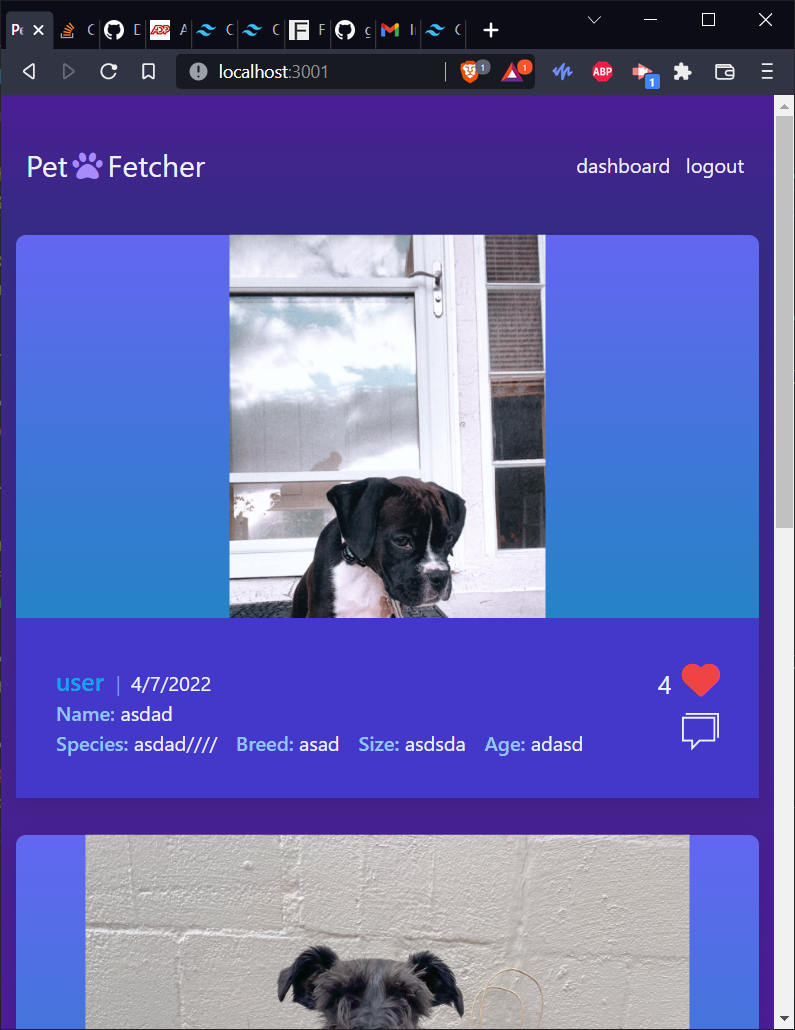 Pe
ADP
A
ABP
localhost:3001
1
1
1
Pet Fetcher
dashboard logout
user | 4/7/2022
4
Name: asdad
Species: asdad//// Breed: asad Size: asdsda Age: adasd